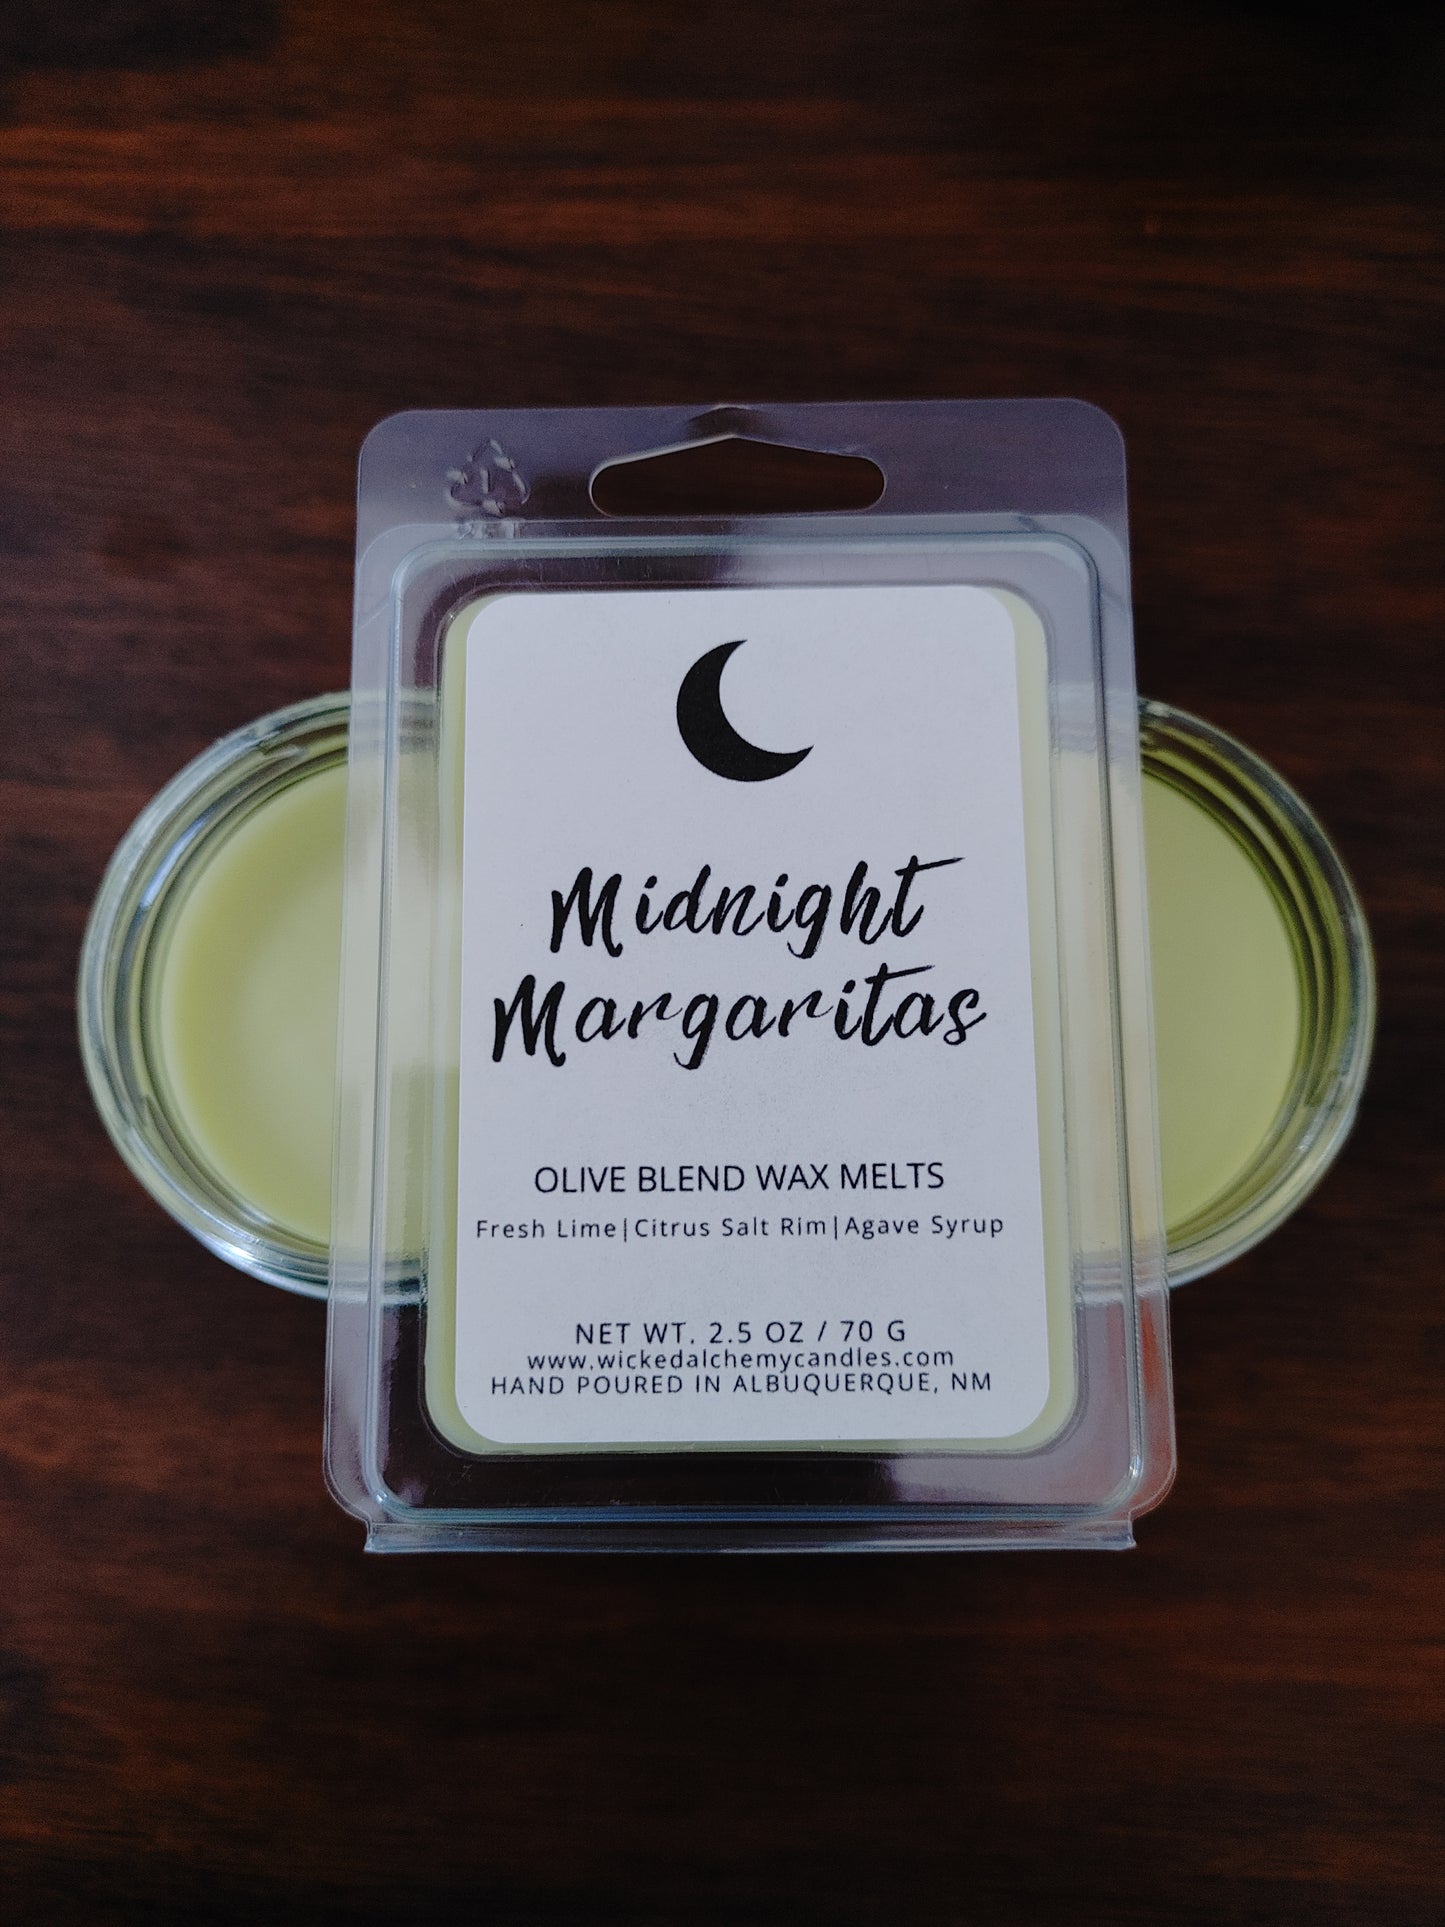 1
Midnight
Margaritas
OLIVE BLEND WAX MELTS
Fresh Lime|Citrus Salt Rim|Agave Syrup
NET WT. 2.5 OZ / 70 G
www.wickedalchemycandles.com
HAND POURED IN ALBUQUERQUE, NM